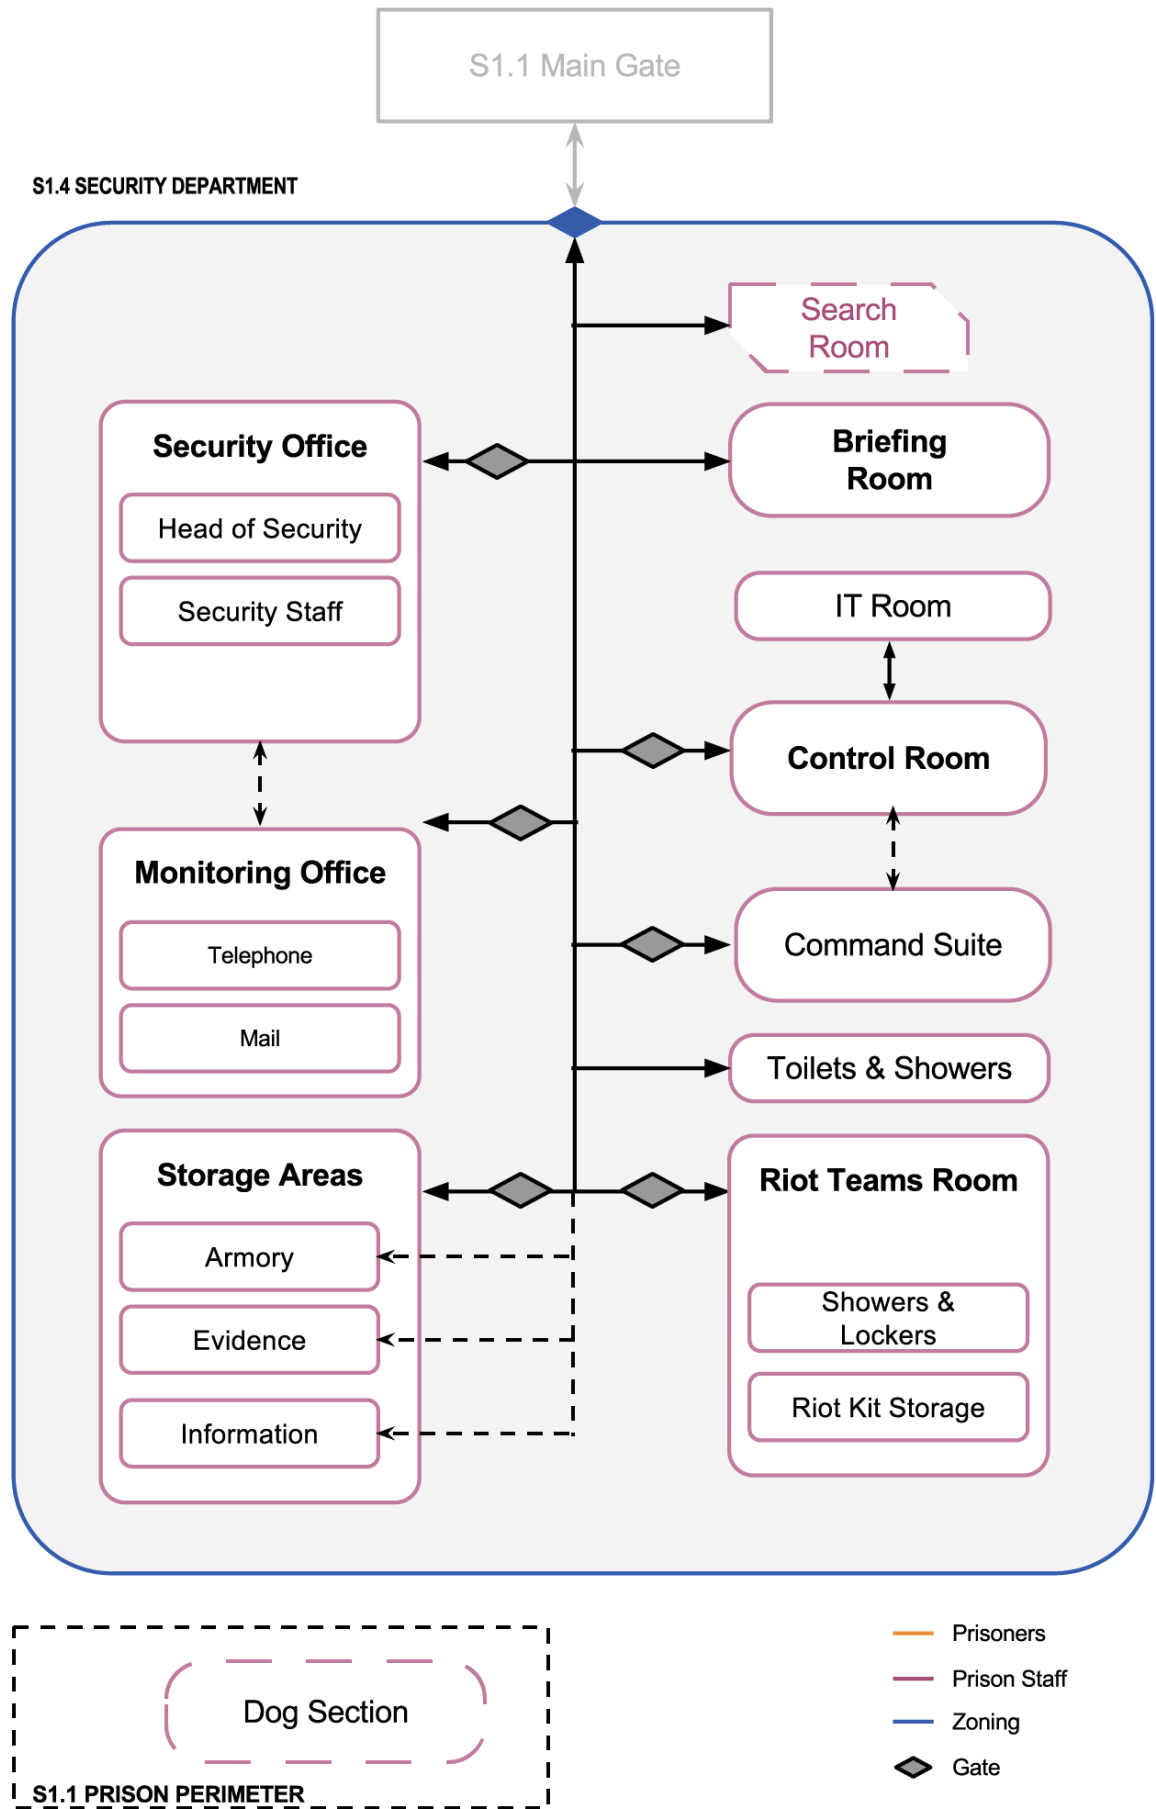 S1.1 Main Gate
S1.4 SECURITY DEPARTMENT
Search
Room
Security Office
Head of Security
Security Staff
Briefing
Room
IT Room
Control Room
Monitoring Office
Telephone
Mail
Command Suite
Toilets & Showers
Storage Areas
Armory
Evidence
Information
Riot Teams Room
Showers &
Lockers
Riot Kit Storage
Dog Section
S1.1 PRISON PERIMETER
Prisoners
Prison Staff
Zoning
Gate